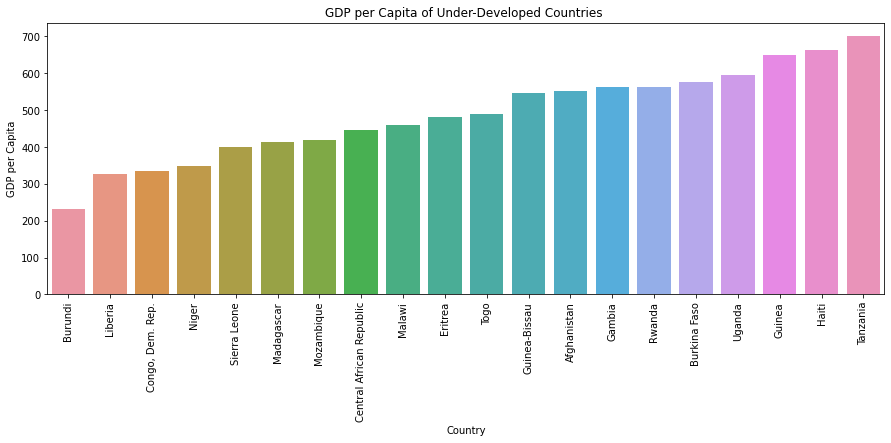 GDP per Capita of Under-Developed Countries
GDP per Capita
700
600
500
400
300
200
100
0
Burundi
Liberia
Congo, Dem. Rep.
Niger
Sierra Leone
Madagascar
Mozambique
Central African Republic
Malawi
Eritrea
Togo
Guinea-Bissau
Afghanistan
Gambia
Rwanda
Burkina Faso
Uganda
Guinea
Haiti
Tanzania
Country